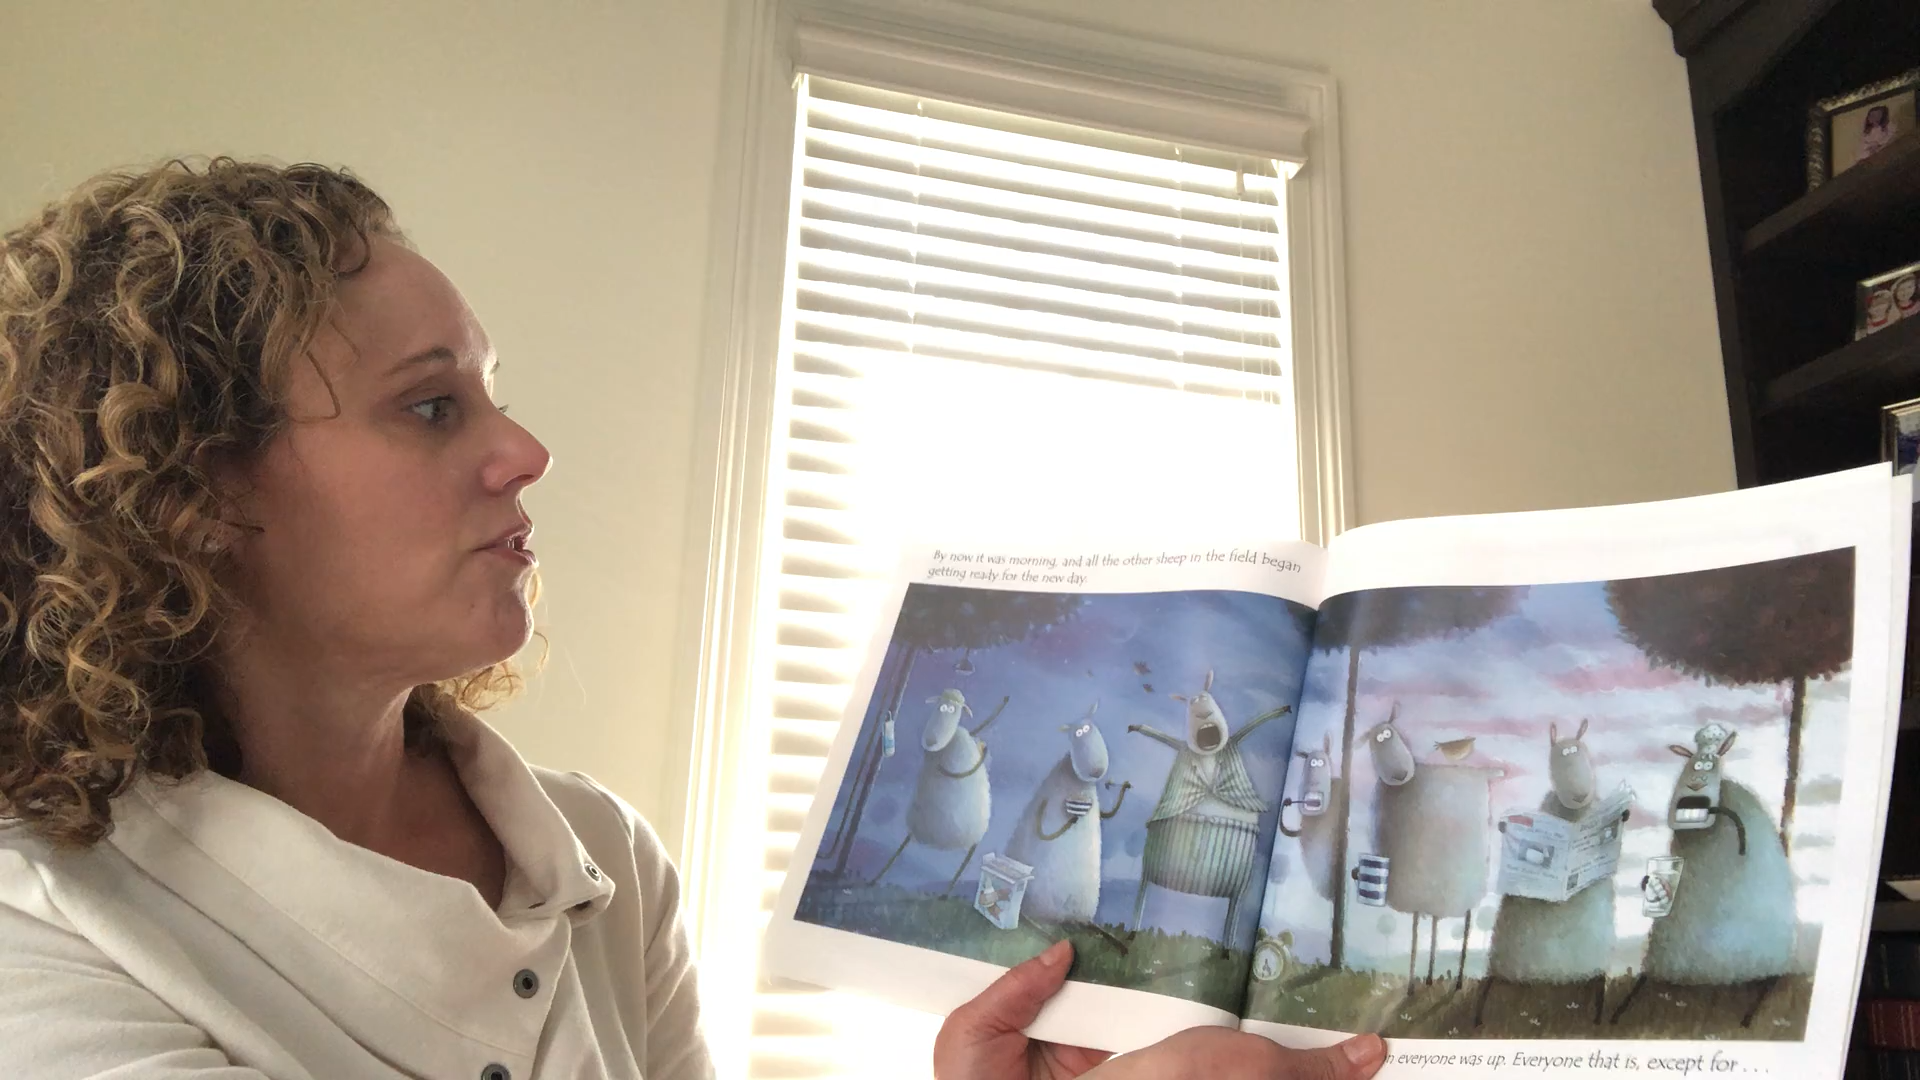 By now it was morning, and all the other sheep in the field began
getting ready for the new day.
everyone was up. Everyone that is, except for . . .